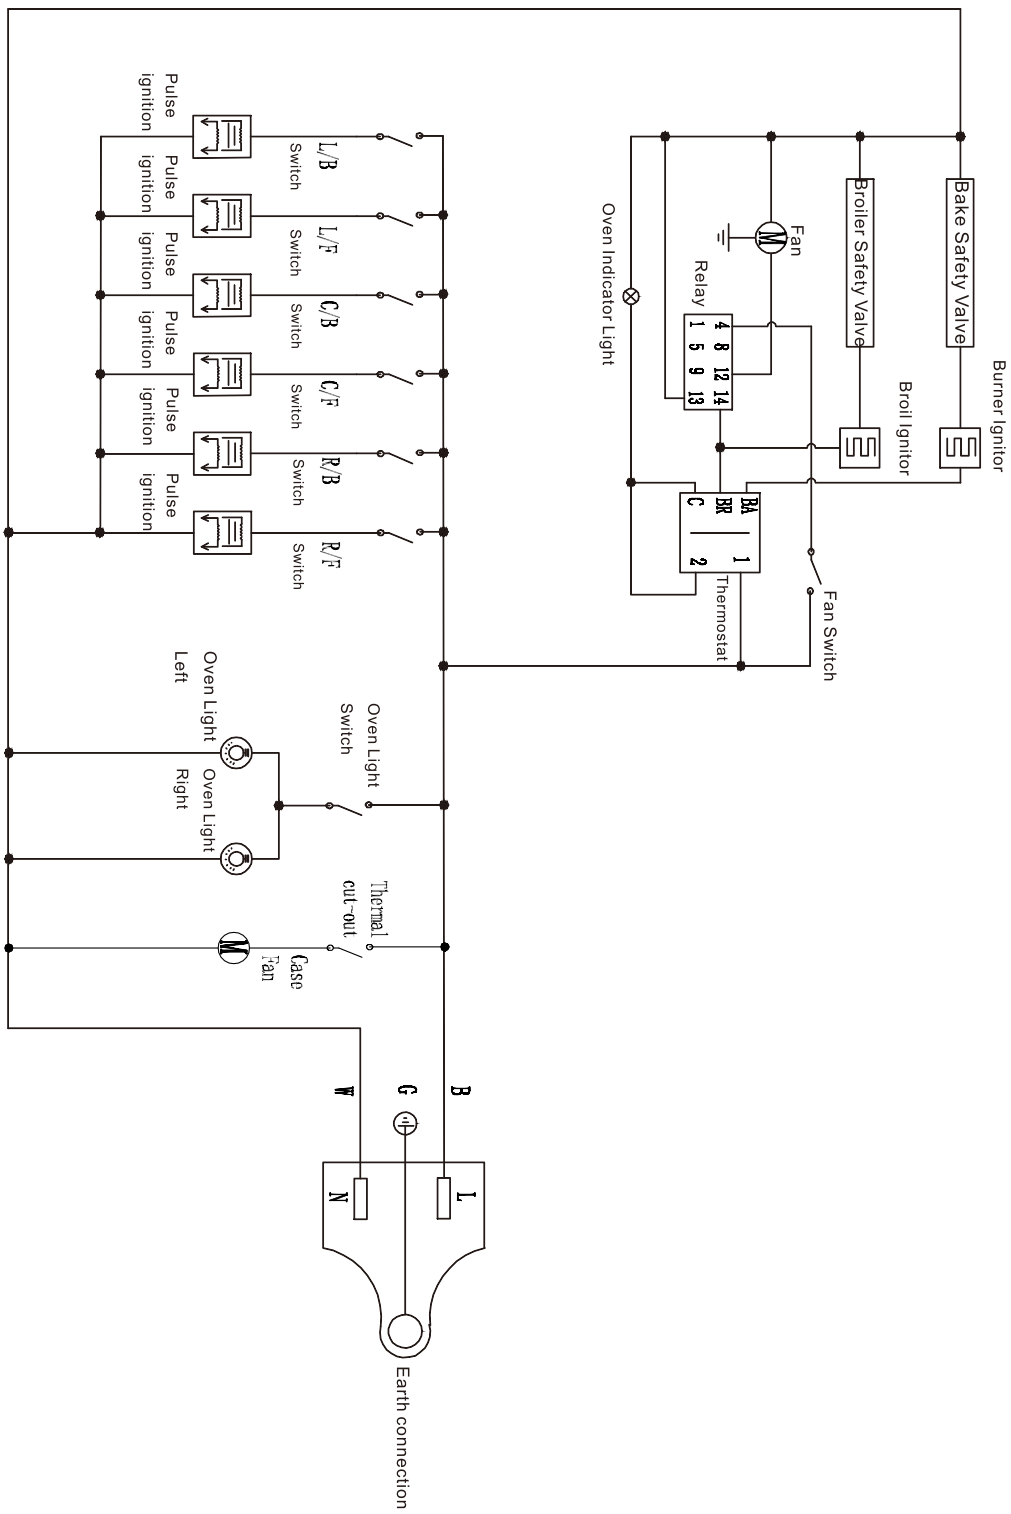 Bake Safety Valve
Burner Ignitor
Broiler Safety Valve
Broil Ignitor
Fan
M
Fan Switch
Relay
4 8 12 14
1 5 9 13
BA
BR
C
1
2
Thermostat
Oven Indicator Light
L/B
Switch
L/F
Switch
C/B
Switch
C/F
Switch
R/B
Switch
R/F
Switch
Pulse
ignition
Pulse
ignition
Pulse
ignition
Pulse
ignition
Pulse
ignition
Pulse
ignition
Oven Light
Switch
Oven Light
Left
Oven Light
Right
Thermal
cut-out
Case
Fan
M
B
G
W
L
N
Earth connection